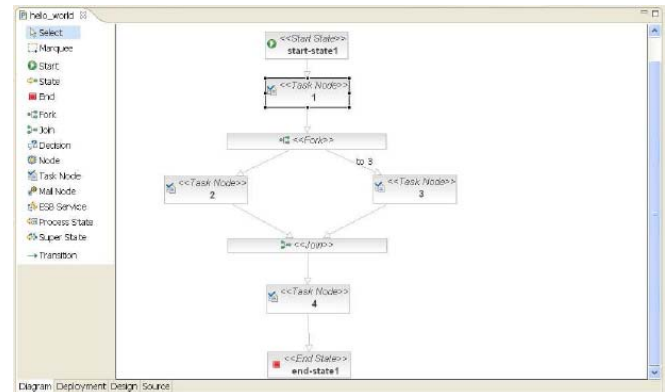 hello_world
Select
Marquee
Start
State
End
Fork
Join
Decision
Node
Task Node
Mail Node
ESB Service
Process State
Super State
Transition
<<Start State>>
start-state1
<<Task Node>>
1
<<Fork>>
to 3
<<Task Node>>
2
<<Task Node>>
3
<<Join>>
<<Task Node>>
4
<<End State>>
end-state1
Diagram Deployment Design Source